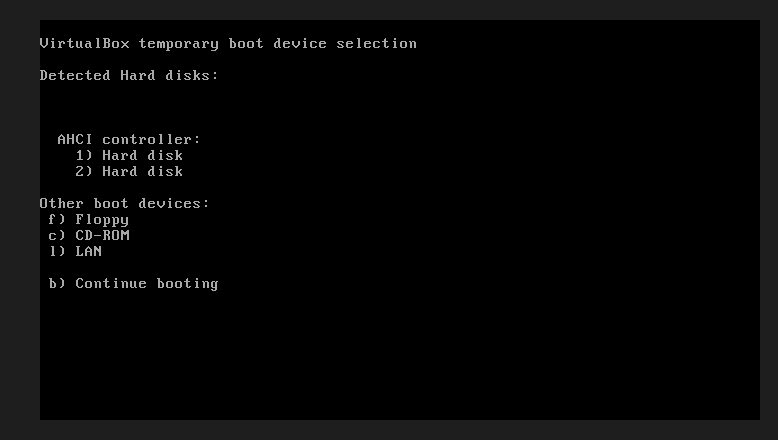 VirtualBox temporary boot device selection
Detected Hard disks:
AHCI controller:
1) Hard disk
2) Hard disk
Other boot devices:
f) Floppy
c) CD-ROM
l) LAN
b) Continue booting